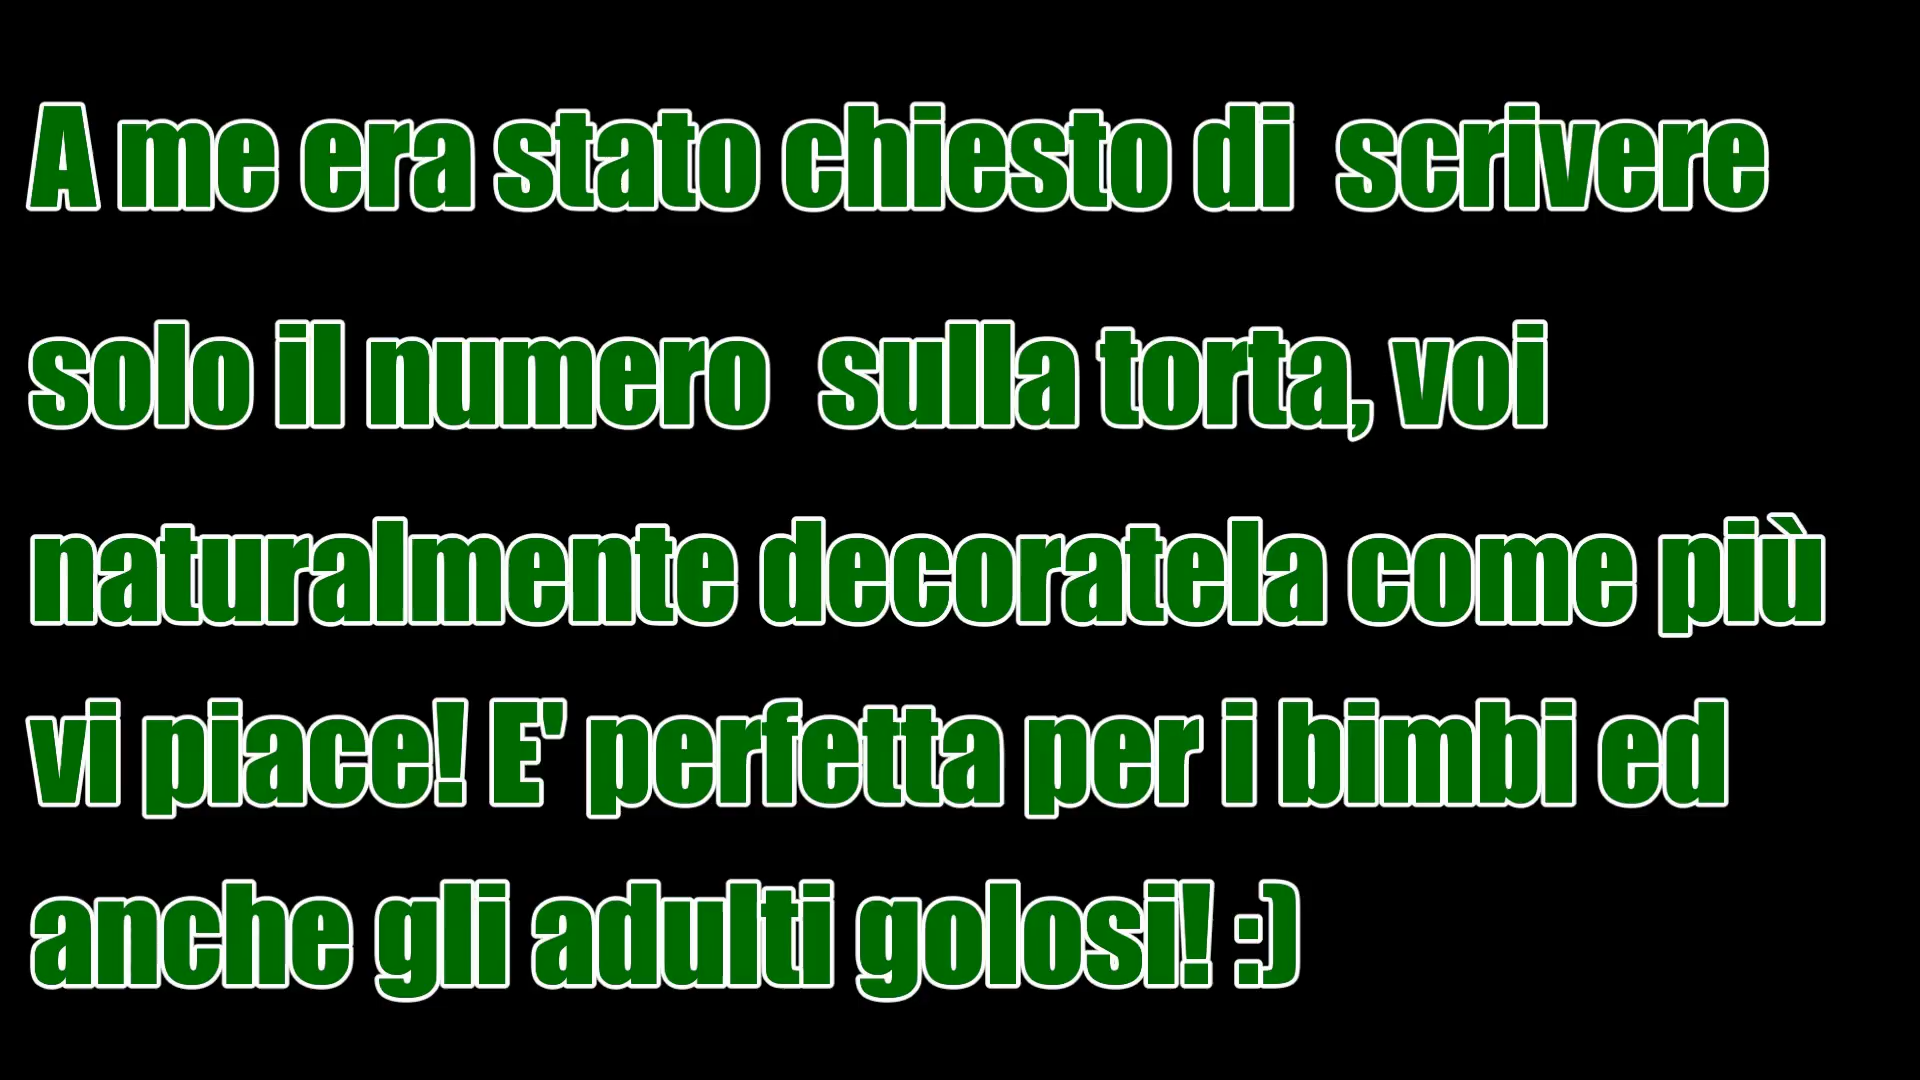 A me era stato chiesto di  scrivere
solo il numero  sulla torta, voi
naturalmente decoratela come più
vi piace! E' perfetta per i bimbi ed
anche gli adulti golosi! :)